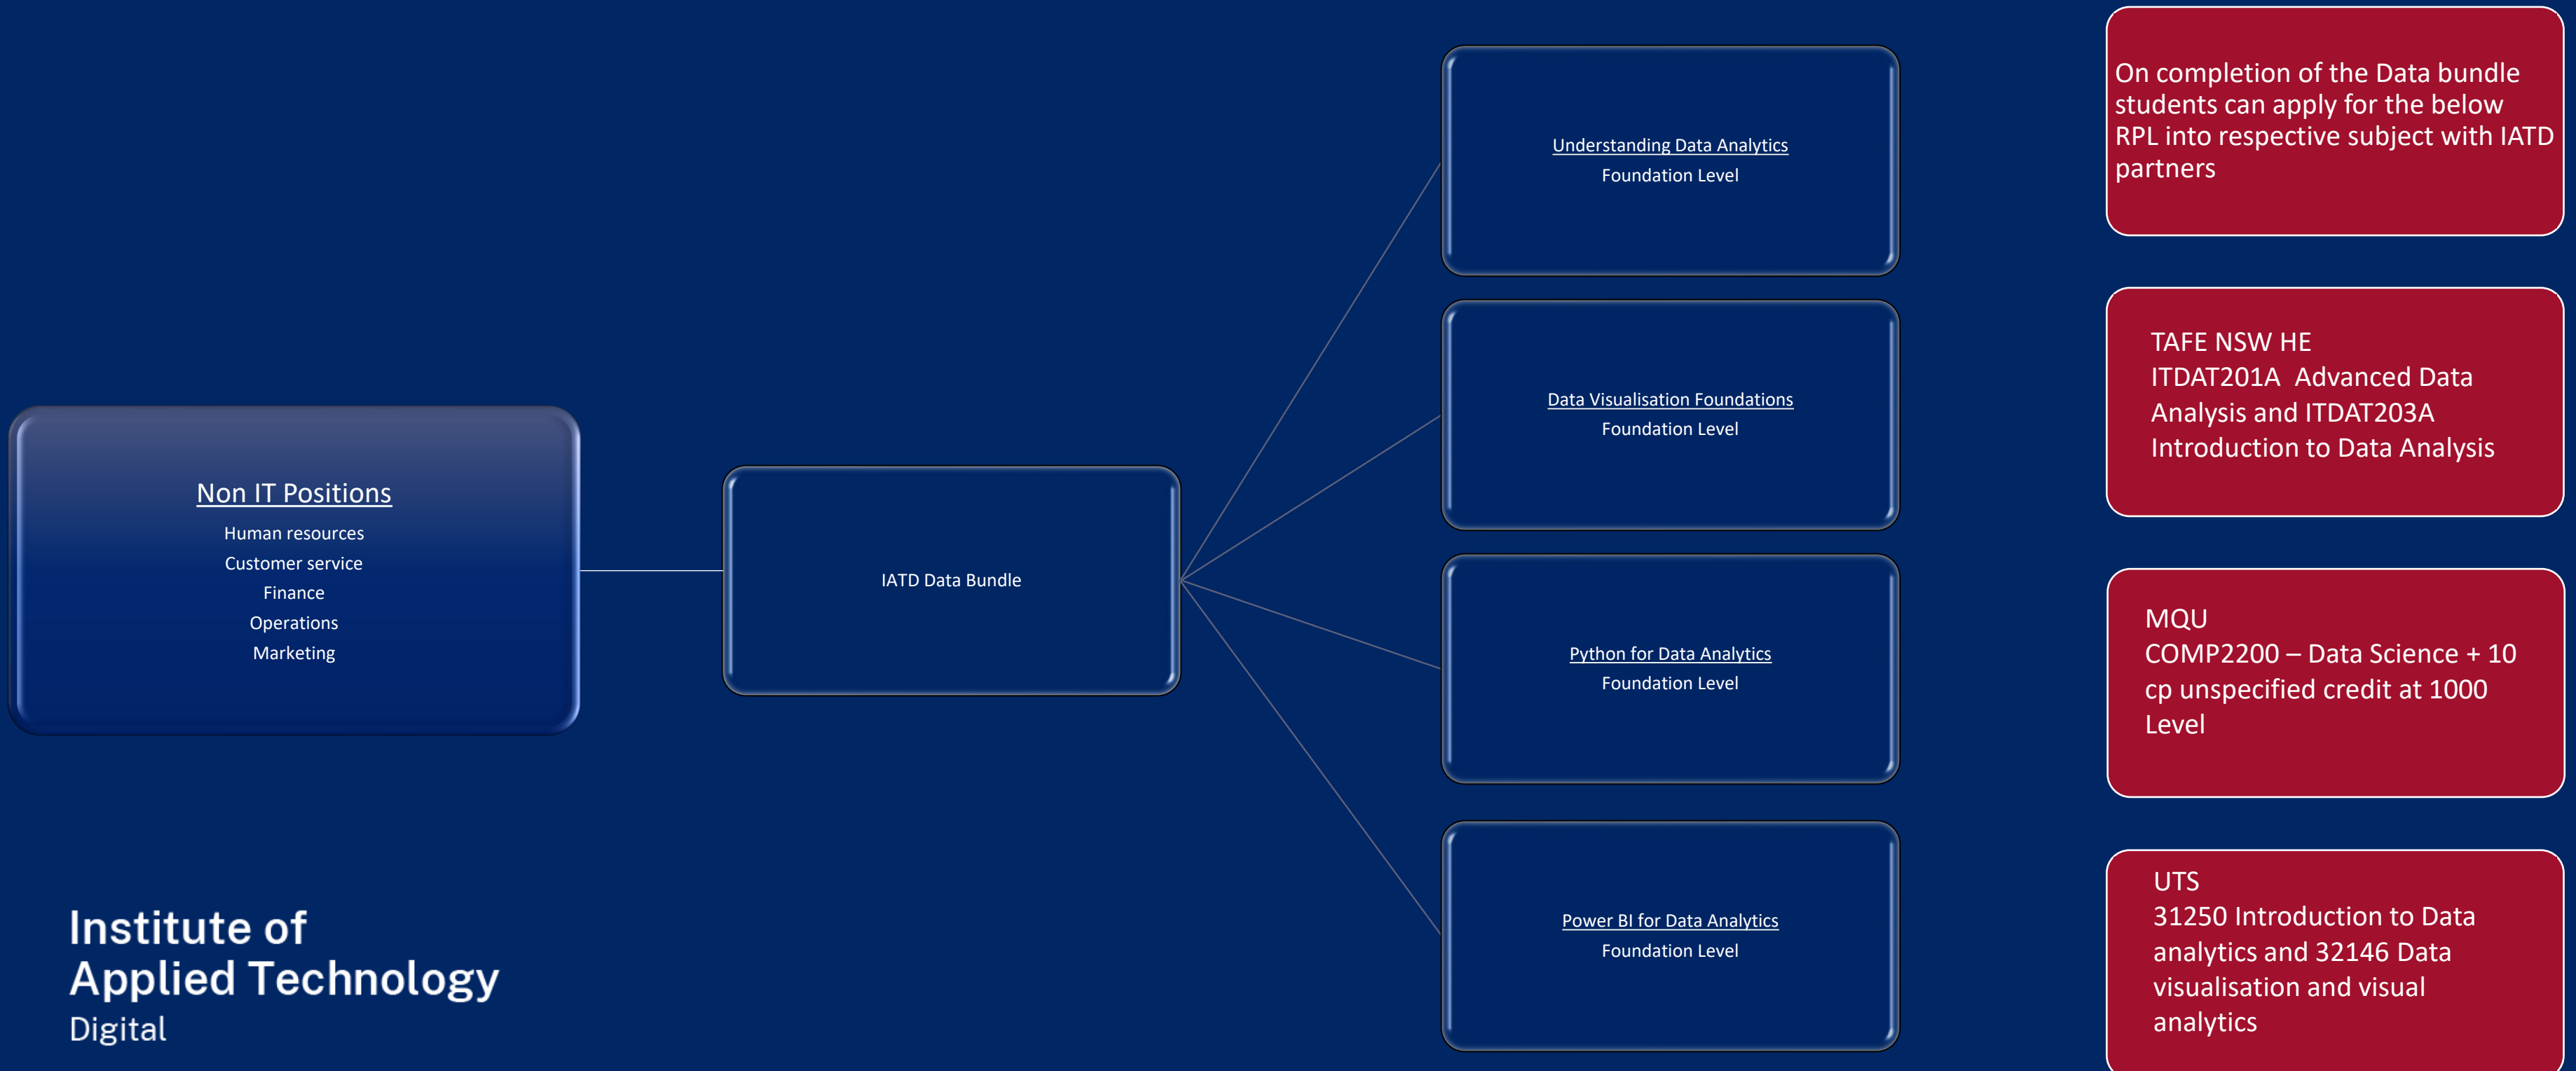 Non IT Positions
Human resources
Customer service
Finance
Operations
Marketing
IATD Data Bundle
Understanding Data Analytics
Foundation Level
Data Visualisation Foundations
Foundation Level
Python for Data Analytics
Foundation Level
Power BI for Data Analytics
Foundation Level
On completion of the Data bundle
students can apply for the below
RPL into respective subject with IATD
partners
TAFE NSW HE
ITDAT201A  Advanced Data
Analysis and ITDAT203A
Introduction to Data Analysis
MQU
COMP2200 – Data Science + 10
cp unspecified credit at 1000
Level
UTS
31250 Introduction to Data
analytics and 32146 Data
visualisation and visual
analytics
Institute of
Applied Technology
Digital